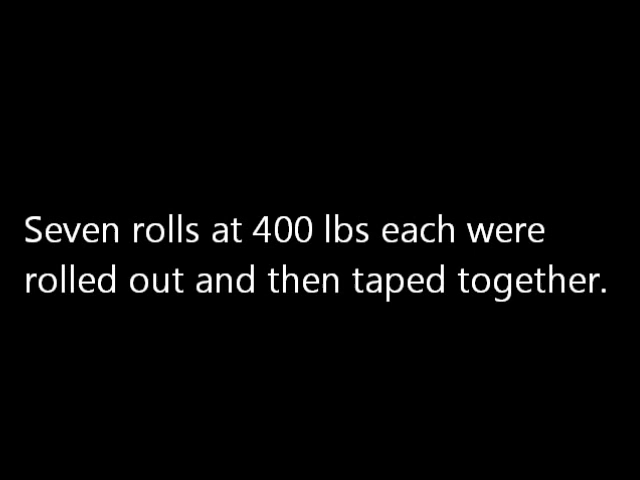 Seven rolls at 400 lbs each were
rolled out and then taped together.